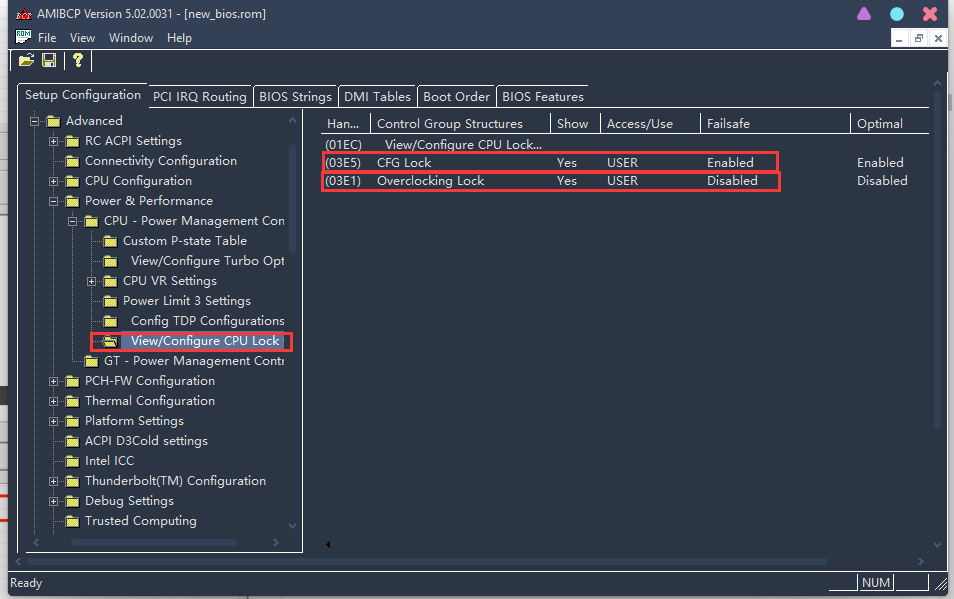 AMIBCP Version 5.02.0031 - [new_bios.rom]
File View Window Help
Setup Configuration PCI IRQ Routing BIOS Strings DMI Tables Boot Order BIOS Features
Advanced
RC ACPI Settings
Connectivity Configuration
CPU Configuration
Power & Performance
CPU - Power Management Con
Custom P-state Table
View/Configure Turbo Opt
CPU VR Settings
Power Limit 3 Settings
Config TDP Configurations
View/Configure CPU Lock
GT - Power Management Contr
PCH-FW Configuration
Thermal Configuration
Platform Settings
ACPI D3Cold settings
Intel ICC
Thunderbolt(TM) Configuration
Debug Settings
Trusted Computing
Han... Control Group Structures Show Access/Use Failsafe Optimal
(01EC) View/Configure CPU Lock...
(03E5) CFG Lock Yes USER Enabled Enabled
(03E1) Overclocking Lock Yes USER Disabled Disabled
Ready NUM